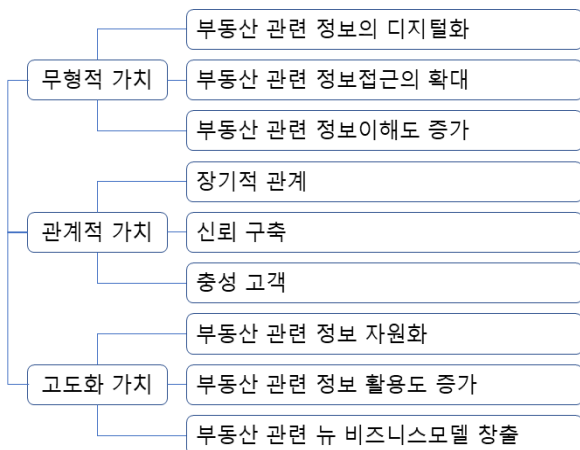 무형적 가치
부동산 관련 정보의 디지털화
부동산 관련 정보접근의 확대
부동산 관련 정보이해도 증가
관계적 가치
장기적 관계
신뢰 구축
충성 고객
고도화 가치
부동산 관련 정보 자원화
부동산 관련 정보 활용도 증가
부동산 관련 뉴 비즈니스모델 창출